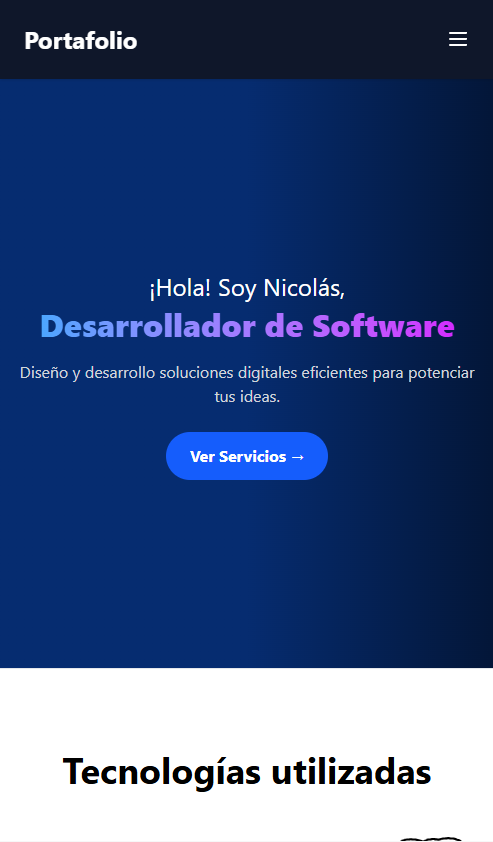 Portafolio
¡Hola! Soy Nicolás,
Desarrollador de Software
Diseño y desarrollo soluciones digitales eficientes para potenciar
tus ideas.
Ver Servicios →
Tecnologías utilizadas